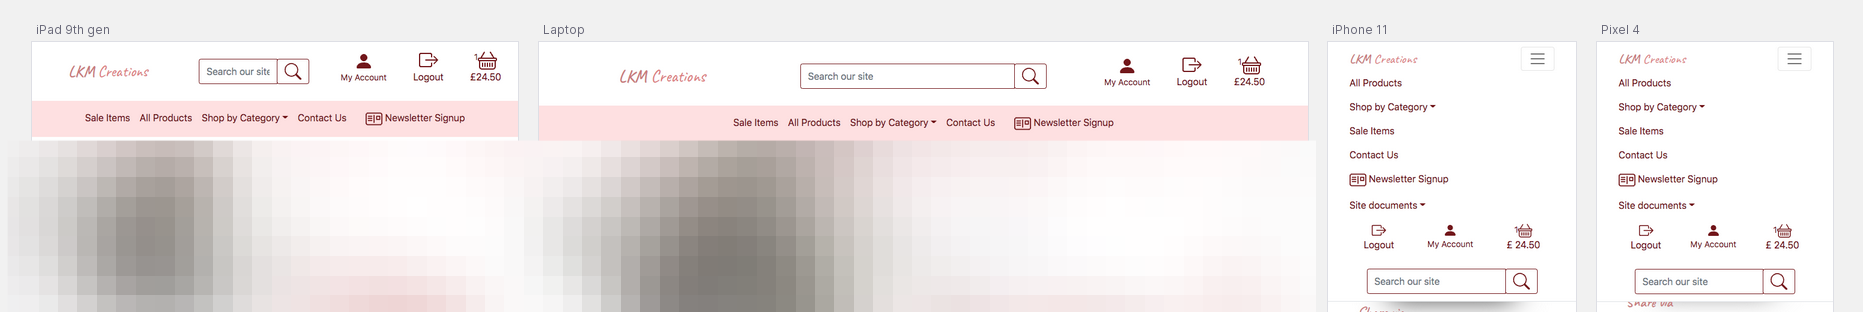 iPad 9th gen
LKM Creations
Search our site
My Account
Logout
1
£24.50
Sale Items All Products Shop by Category Contact Us Newsletter Signup
Laptop
LKM Creations
Search our site
My Account
Logout
1
£24.50
Sale Items All Products Shop by Category Contact Us Newsletter Signup
iPhone 11
LKM Creations
All Products
Shop by Category
Sale Items
Contact Us
Newsletter Signup
Site documents
Logout
My Account
1
£ 24.50
Search our site
Pixel 4
LKM Creations
All Products
Shop by Category
Sale Items
Contact Us
Newsletter Signup
Site documents
Logout
My Account
1
£ 24.50
Search our site
Share via